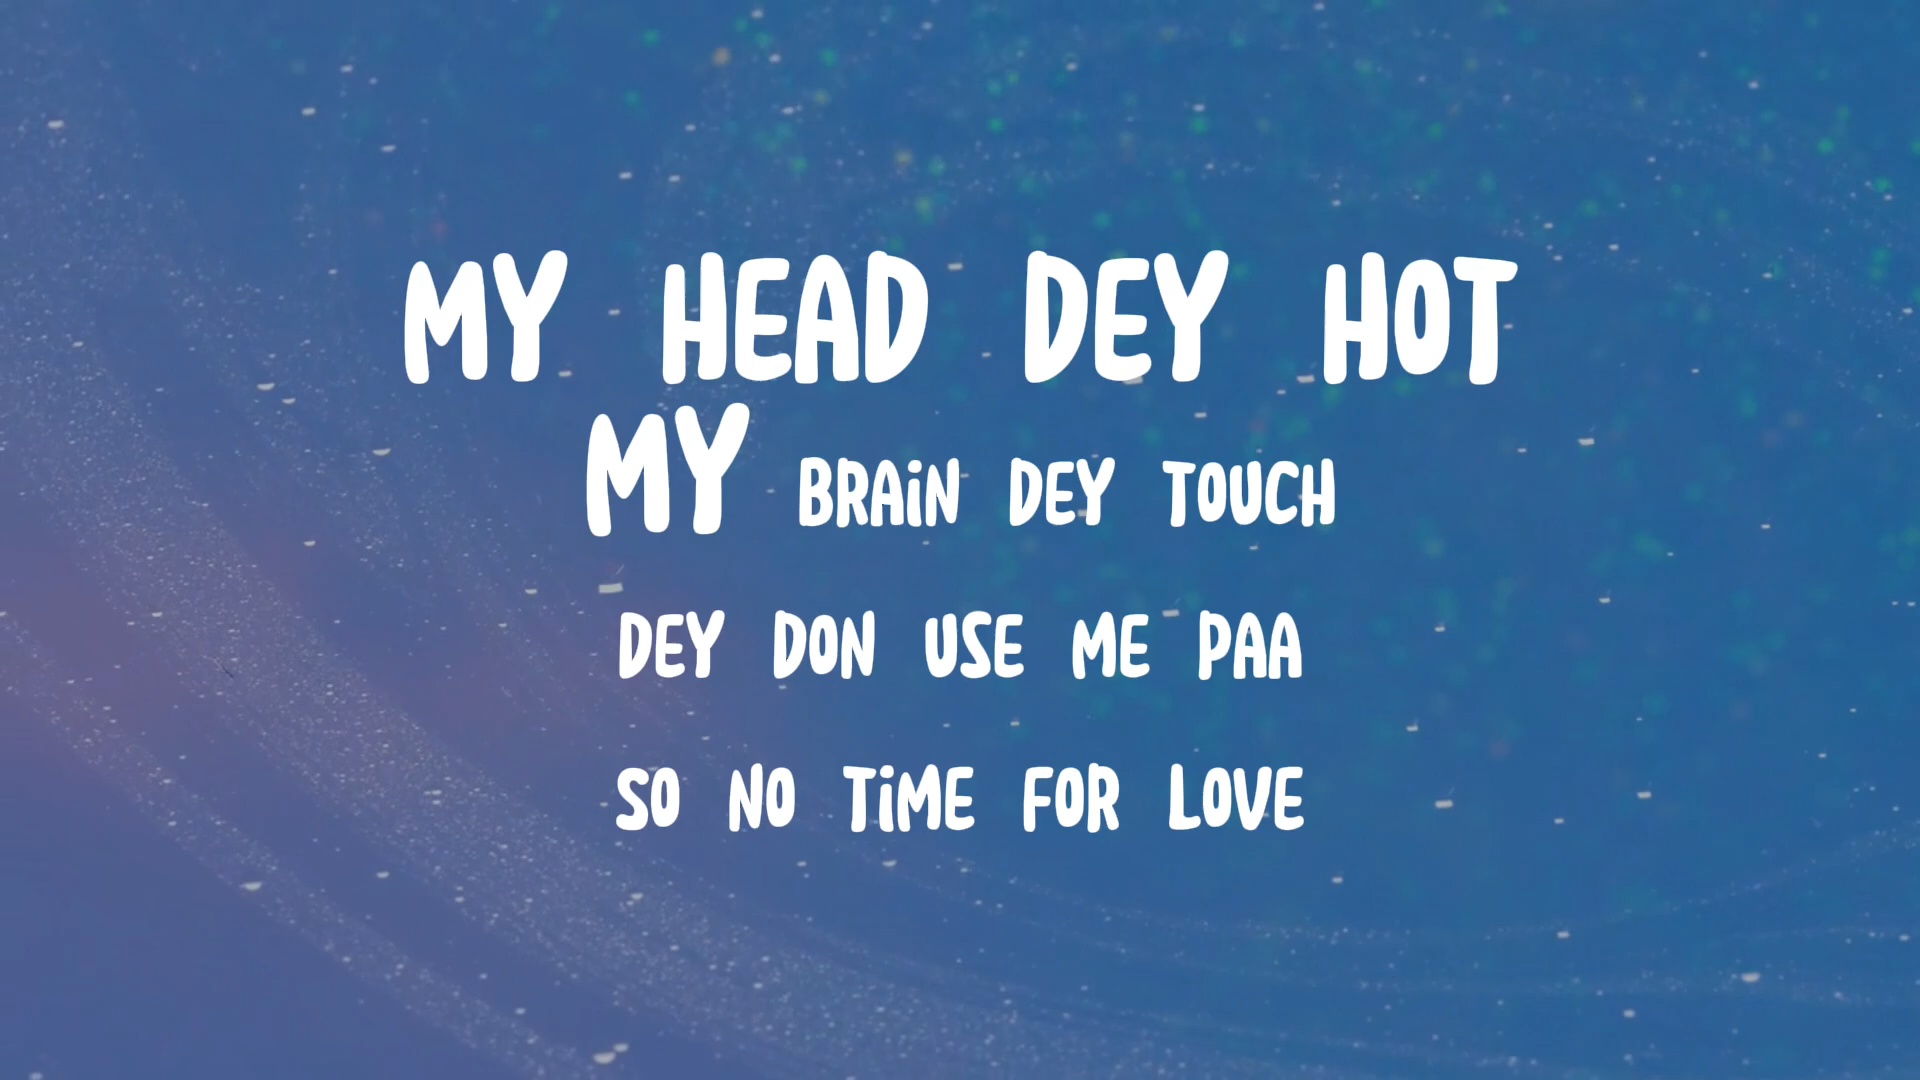 MY HEAD DEY HOT
MY BRAiN DEY TOUCH
DEY DON USE ME PAA
SO NO TiME FOR LOVE